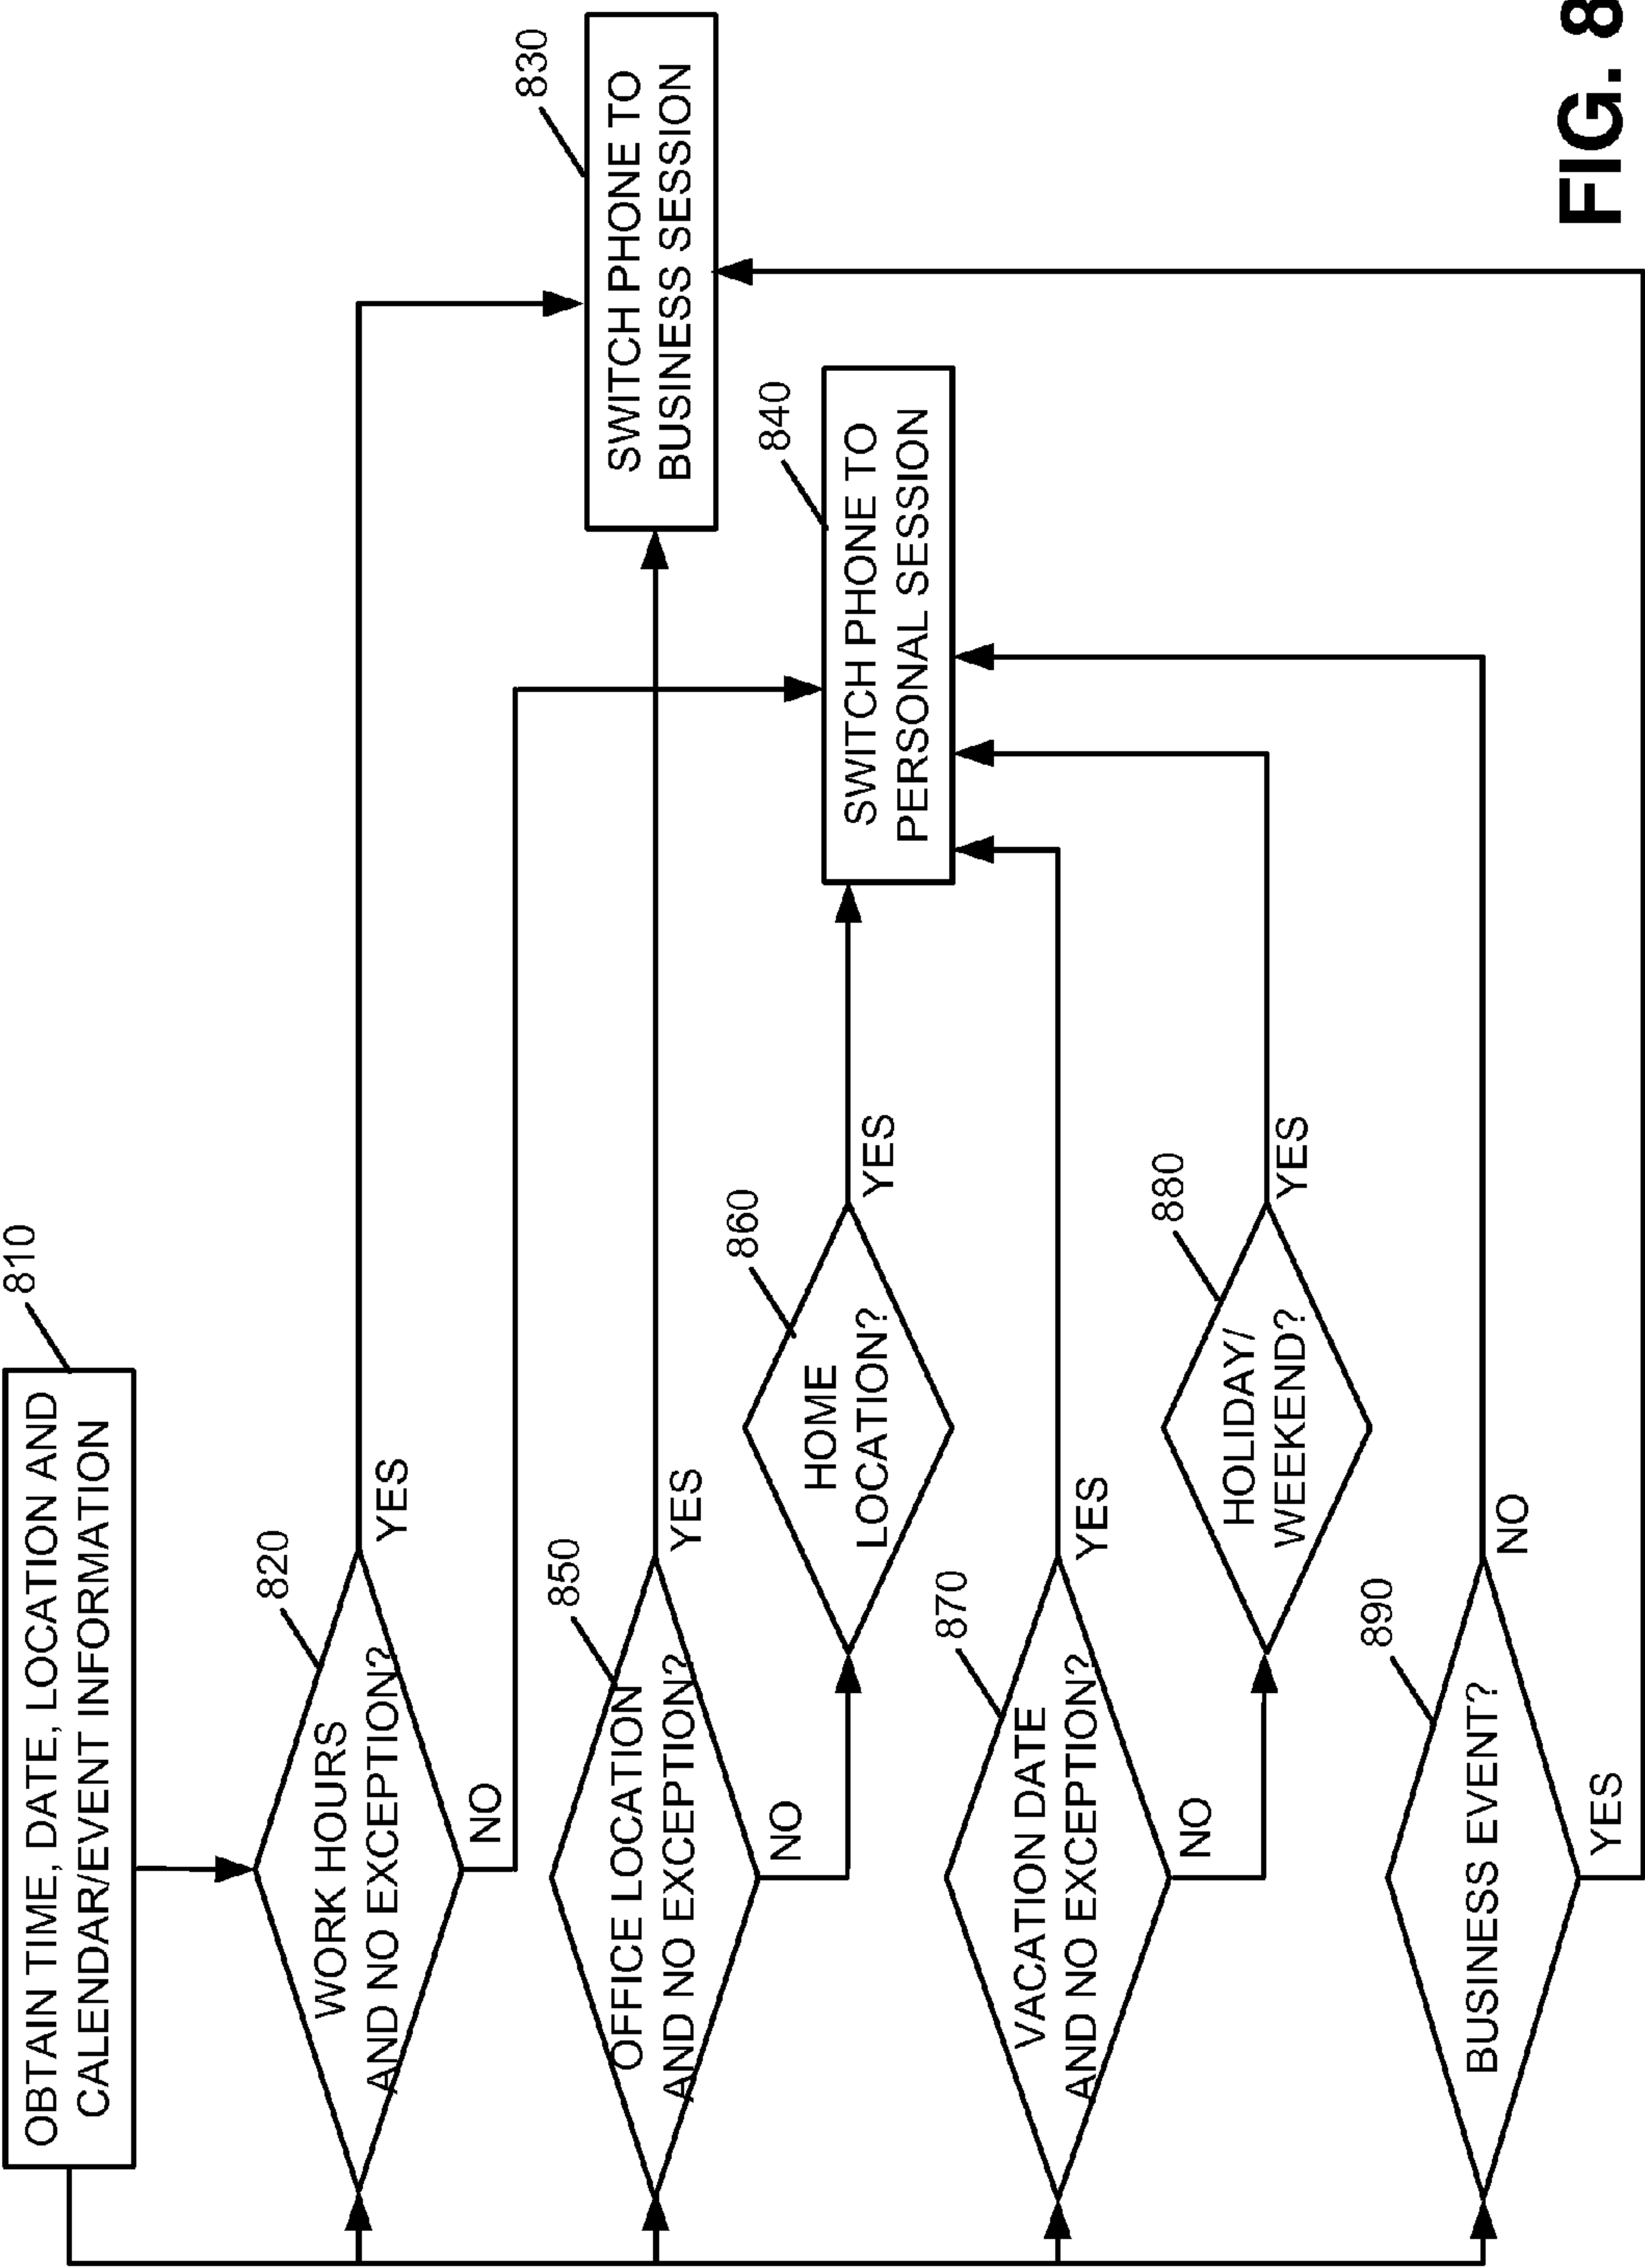 810
OBTAIN TIME, DATE, LOCATION AND
CALENDAR/EVENT INFORMATION
820
WORK HOURS
AND NO EXCEPTION?
YES
NO
830
SWITCH PHONE TO
BUSINESS SESSION
850
OFFICE LOCATION
AND NO EXCEPTION?
YES
NO
840
SWITCH PHONE TO
PERSONAL SESSION
860
HOME
LOCATION?
YES
870
VACATION DATE
AND NO EXCEPTION?
YES
NO
880
HOLIDAY/
WEEKEND?
YES
890
BUSINESS EVENT?
NO
YES
FIG. 8